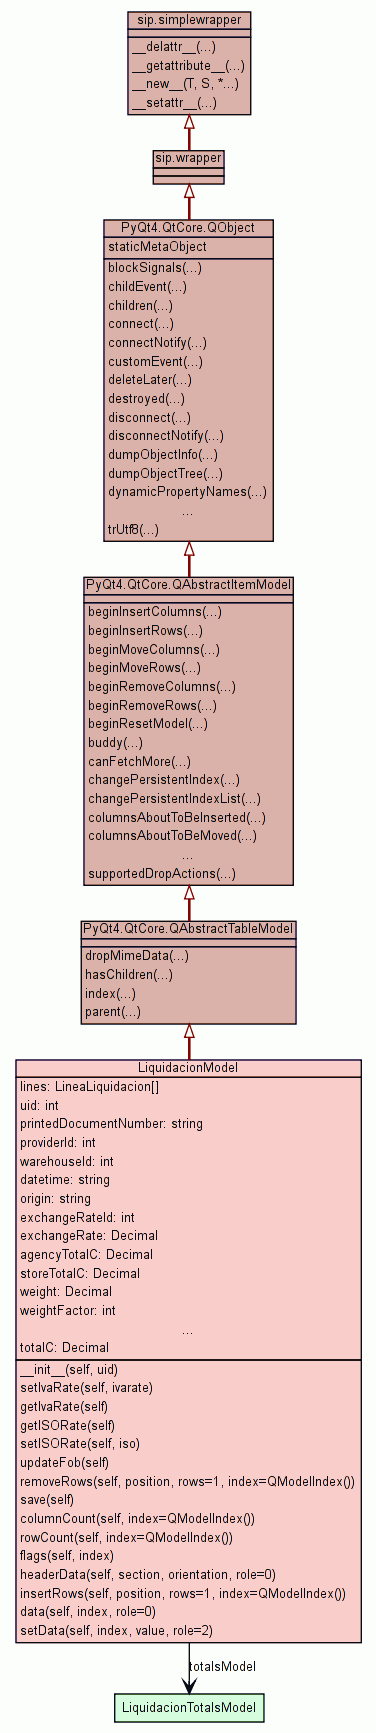 sip.simplewrapper
__delattr__(...)
__getattribute__(...)
__new__(T, S, *...)
__setattr__(...)
sip.wrapper
PyQt4.QtCore.QObject
staticMetaObject
blockSignals(...)
childEvent(...)
children(...)
connect(...)
connectNotify(...)
customEvent(...)
deleteLater(...)
destroyed(...)
disconnect(...)
disconnectNotify(...)
dumpObjectInfo(...)
dumpObjectTree(...)
dynamicPropertyNames(...)
...
trUtf8(...)
PyQt4.QtCore.QAbstractItemModel
beginInsertColumns(...)
beginInsertRows(...)
beginMoveColumns(...)
beginMoveRows(...)
beginRemoveColumns(...)
beginRemoveRows(...)
beginResetModel(...)
buddy(...)
canFetchMore(...)
changePersistentIndex(...)
changePersistentIndexList(...)
columnsAboutToBeInserted(...)
columnsAboutToBeMoved(...)
...
supportedDropActions(...)
PyQt4.QtCore.QAbstractTableModel
dropMimeData(...)
hasChildren(...)
index(...)
parent(...)
LiquidacionModel
lines: LineaLiquidacion[]
uid: int
printedDocumentNumber: string
providerId: int
warehouseId: int
datetime: string
origin: string
exchangeRateId: int
exchangeRate: Decimal
agencyTotalC: Decimal
storeTotalC: Decimal
weight: Decimal
weightFactor: int
...
totalC: Decimal
__init__(self, uid)
setIvaRate(self, ivarate)
getIvaRate(self)
getISORate(self)
setISORate(self, iso)
updateFob(self)
removeRows(self, position, rows=1, index=QModelIndex())
save(self)
columnCount(self, index=QModelIndex())
rowCount(self, index=QModelIndex())
flags(self, index)
headerData(self, section, orientation, role=0)
insertRows(self, position, rows=1, index=QModelIndex())
data(self, index, role=0)
setData(self, index, value, role=2)
totalsModel
LiquidacionTotalsModel